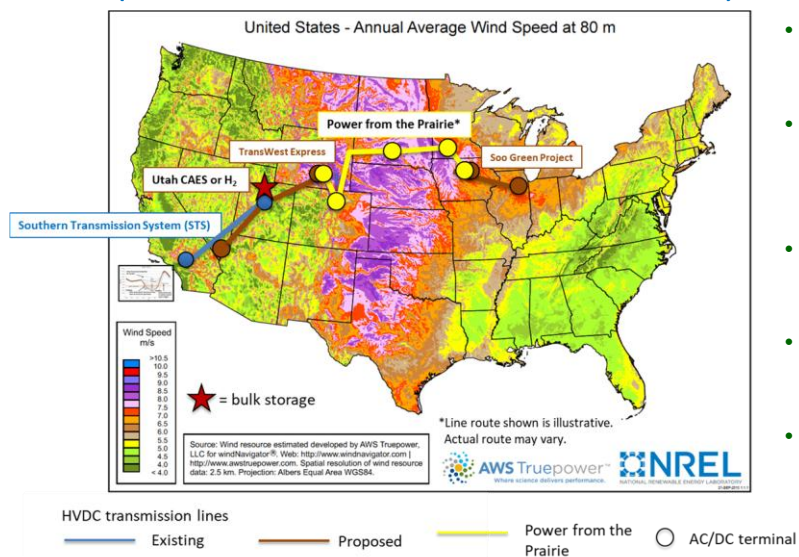 United States - Annual Average Wind Speed at 80 m
Power from the Prairie*
TransWest Express
Soo Green Project
Utah CAES or H₂
Southern Transmission System (STS)
Wind Speed
m/s
>10.5
10.0
9.5
9.0
8.5
8.0
7.5
7.0
6.5
6.0
5.5
5.0
4.5
4.0
< 4.0
= bulk storage
*Line route shown is illustrative.
Actual route may vary.
Source: Wind resource estimated developed by AWS Truepower,
LLC for windNavigator®. Web: http://www.windnavigator.com |
http://www.awstruepower.com. Spatial resolution of wind resource
data: 2.5 km. Projection: Albers Equal Area WGS84.
AWS Truepower™
Where science delivers performance.
NREL
NATIONAL RENEWABLE ENERGY LABORATORY
HVDC transmission lines
Existing
Proposed
Power from the
Prairie
AC/DC terminal